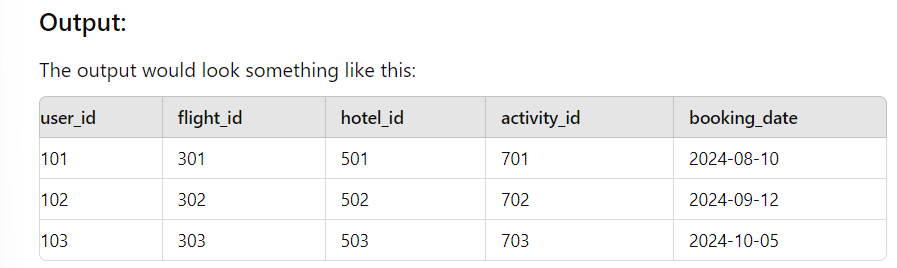 Output:
The output would look something like this:
user_id flight_id hotel_id activity_id booking_date
101 301 501 701 2024-08-10
102 302 502 702 2024-09-12
103 303 503 703 2024-10-05